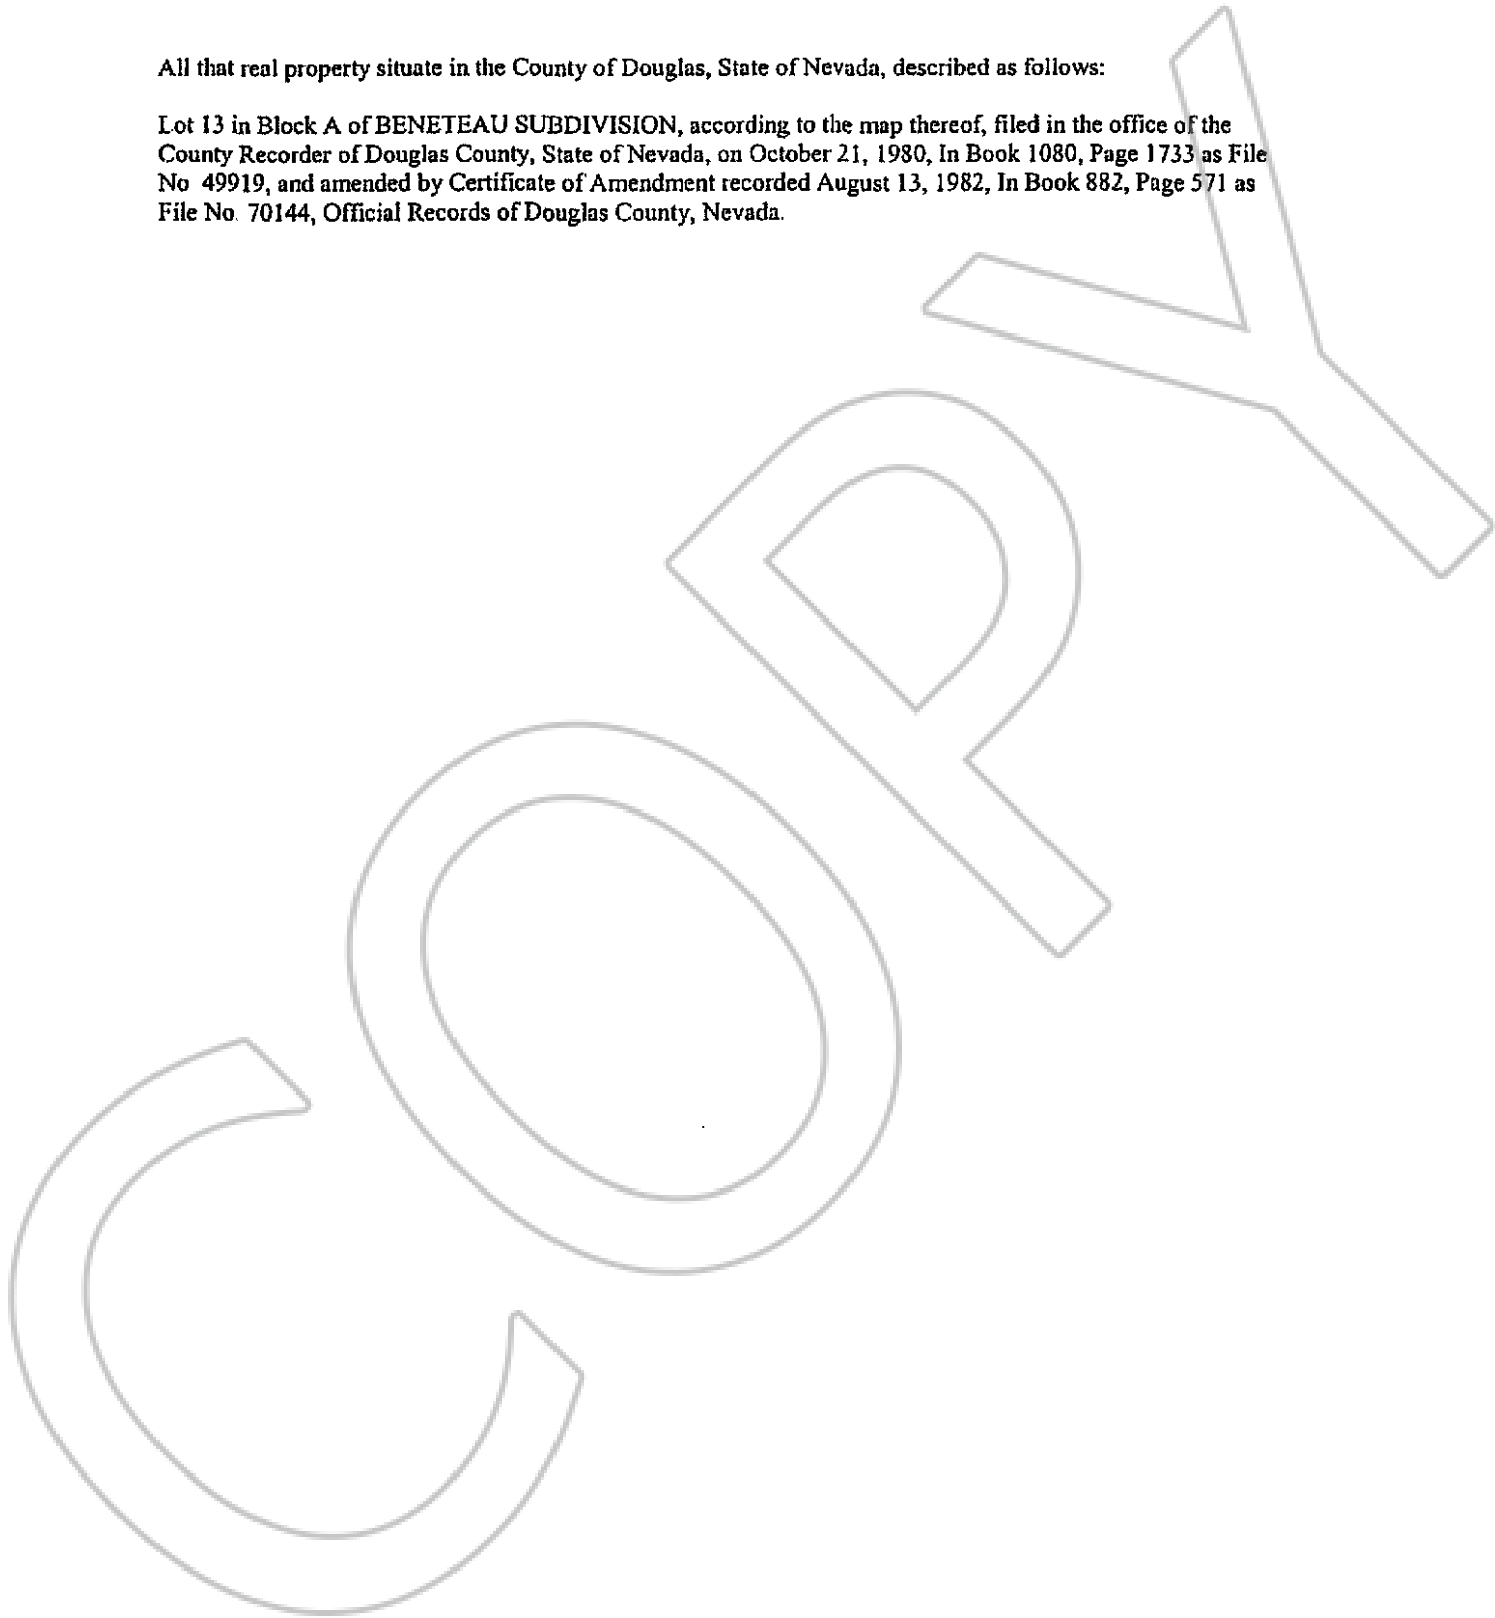 All that real property situate in the County of Douglas, State of Nevada, described as follows:
Lot 13 in Block A of BENETEAU SUBDIVISION, according to the map thereof, filed in the office of the
County Recorder of Douglas County, State of Nevada, on October 21, 1980, In Book 1080, Page 1733 as File
No 49919, and amended by Certificate of Amendment recorded August 13, 1982, In Book 882, Page 571 as
File No. 70144, Official Records of Douglas County, Nevada.
COPY